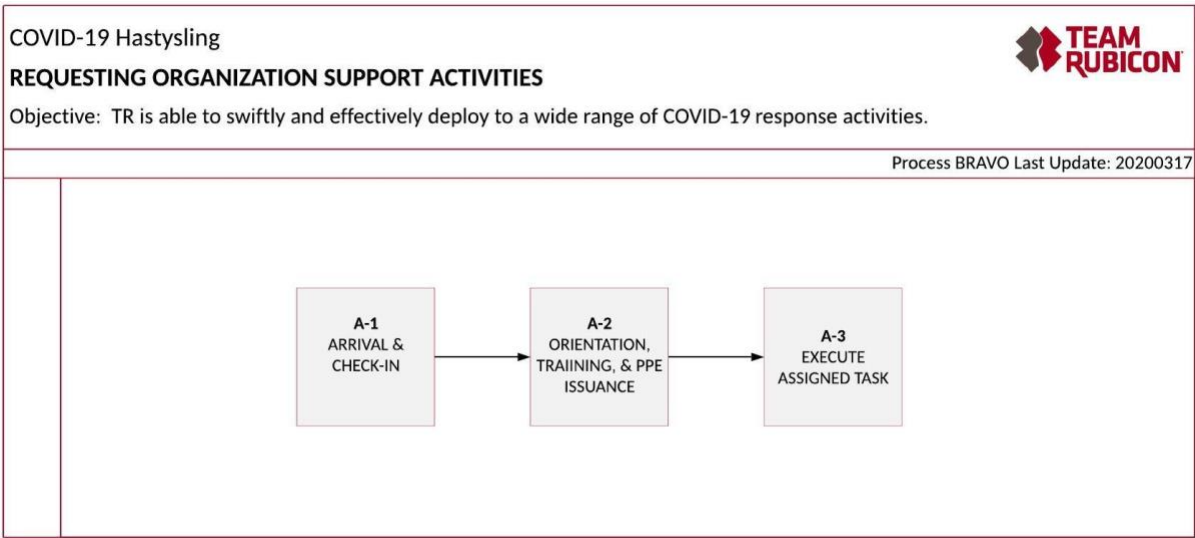 COVID-19 Hastysling
TEAM
RUBICON
REQUESTING ORGANIZATION SUPPORT ACTIVITIES
Objective: TR is able to swiftly and effectively deploy to a wide range of COVID-19 response activities.
Process BRAVO Last Update: 20200317
A-1
ARRIVAL &
CHECK-IN
A-2
ORIENTATION,
TRAIINING, & PPE
ISSUANCE
A-3
EXECUTE
ASSIGNED TASK